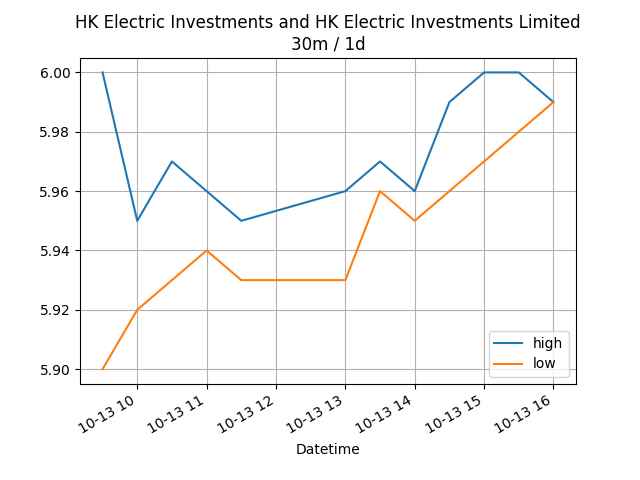 HK Electric Investments and HK Electric Investments Limited
30m / 1d
6.00
5.98
5.96
5.94
5.92
5.90
high
low
10-13 10
10-13 11
10-13 12
10-13 13
10-13 14
10-13 15
10-13 16
Datetime